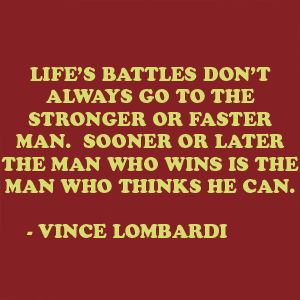 LIFE'S BATTLES DON'T
ALWAYS GO TO THE
STRONGER OR FASTER
MAN.  SOONER OR LATER
THE MAN WHO WINS IS THE
MAN WHO THINKS HE CAN.
- VINCE LOMBARDI